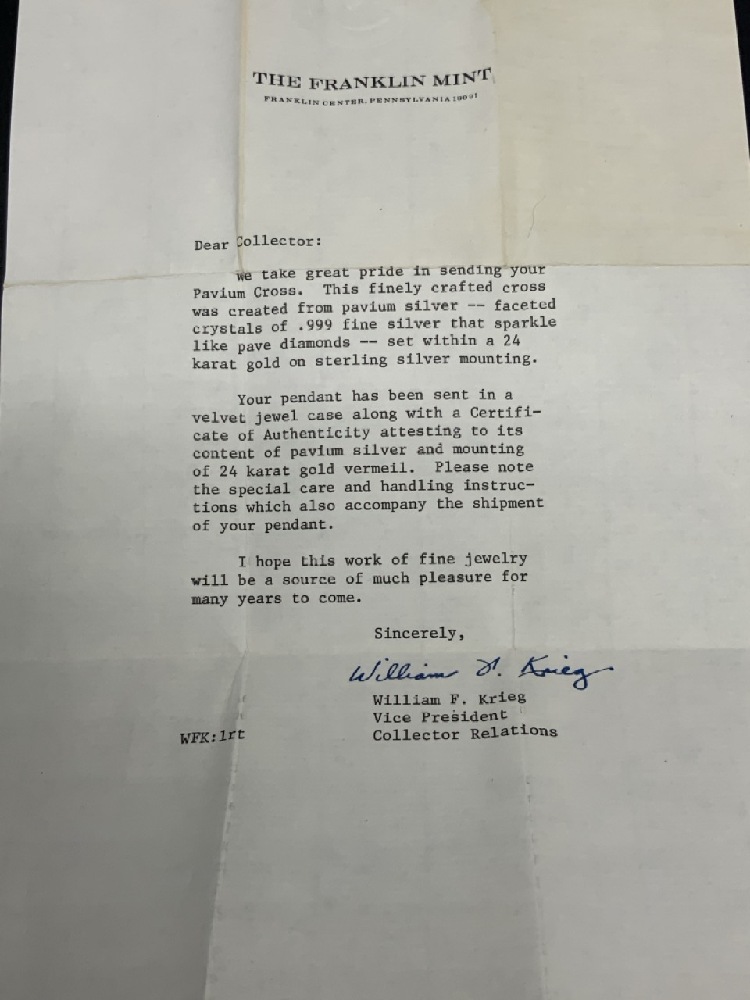 THE FRANKLIN MINT
FRANKLIN CENTER, PENNSYLVANIA 19091
Dear Collector:
We take great pride in sending your
Pavium Cross. This finely crafted cross
was created from pavium silver -- faceted
crystals of .999 fine silver that sparkle
like pave diamonds -- set within a 24
karat gold on sterling silver mounting.
Your pendant has been sent in a
velvet jewel case along with a Certifi-
cate of Authenticity attesting to its
content of pavium silver and mounting
of 24 karat gold vermeil. Please note
the special care and handling instruc-
tions which also accompany the shipment
of your pendant.
I hope this work of fine jewelry
will be a source of much pleasure for
many years to come.
Sincerely,
William F. Krieg
William F. Krieg
Vice President
WFK:lrt
Collector Relations